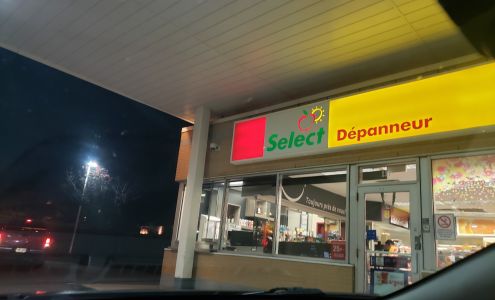 Select
Dépanneur
Toujours près de vous